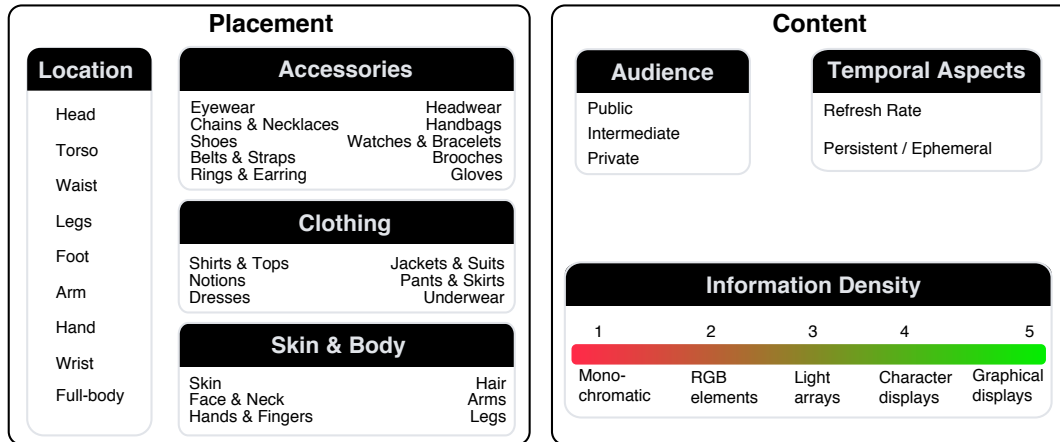 Placement
Location
Head
Torso
Waist
Legs
Foot
Arm
Hand
Wrist
Full-body
Accessories
Eyewear Headwear
Chains & Necklaces Handbags
Shoes Watches & Bracelets
Belts & Straps Brooches
Rings & Earring Gloves
Clothing
Shirts & Tops Jackets & Suits
Notions Pants & Skirts
Dresses Underwear
Skin & Body
Skin Hair
Face & Neck Arms
Hands & Fingers Legs
Content
Audience
Public
Intermediate
Private
Temporal Aspects
Refresh Rate
Persistent / Ephemeral
Information Density
1 2 3 4 5
Mono- RGB Light Character Graphical
chromatic elements arrays displays displays